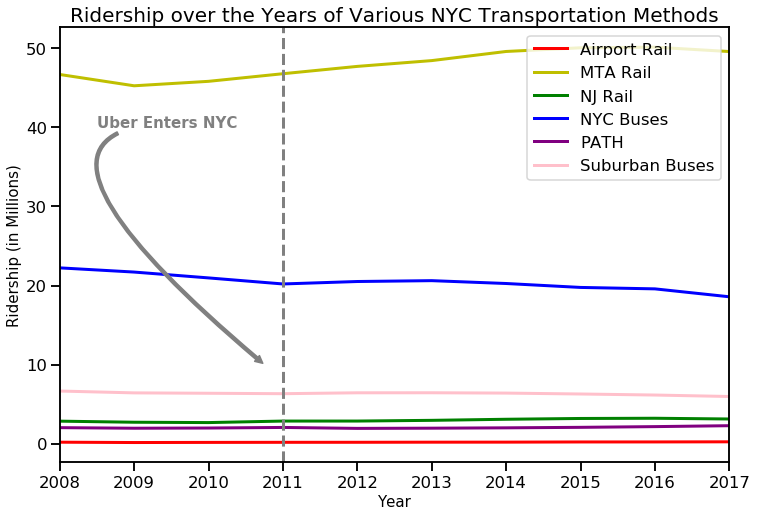 Ridership over the Years of Various NYC Transportation Methods
Ridership (in Millions)
50
40
30
20
10
0
Uber Enters NYC
Airport Rail
MTA Rail
NJ Rail
NYC Buses
PATH
Suburban Buses
2008 2009 2010 2011 2012 2013 2014 2015 2016 2017
Year